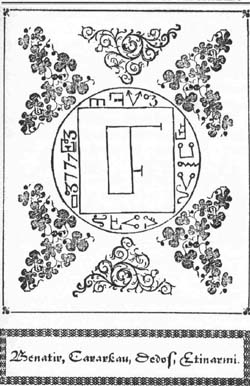 Benatir, Cararkau, Dedos, Etinarmi.